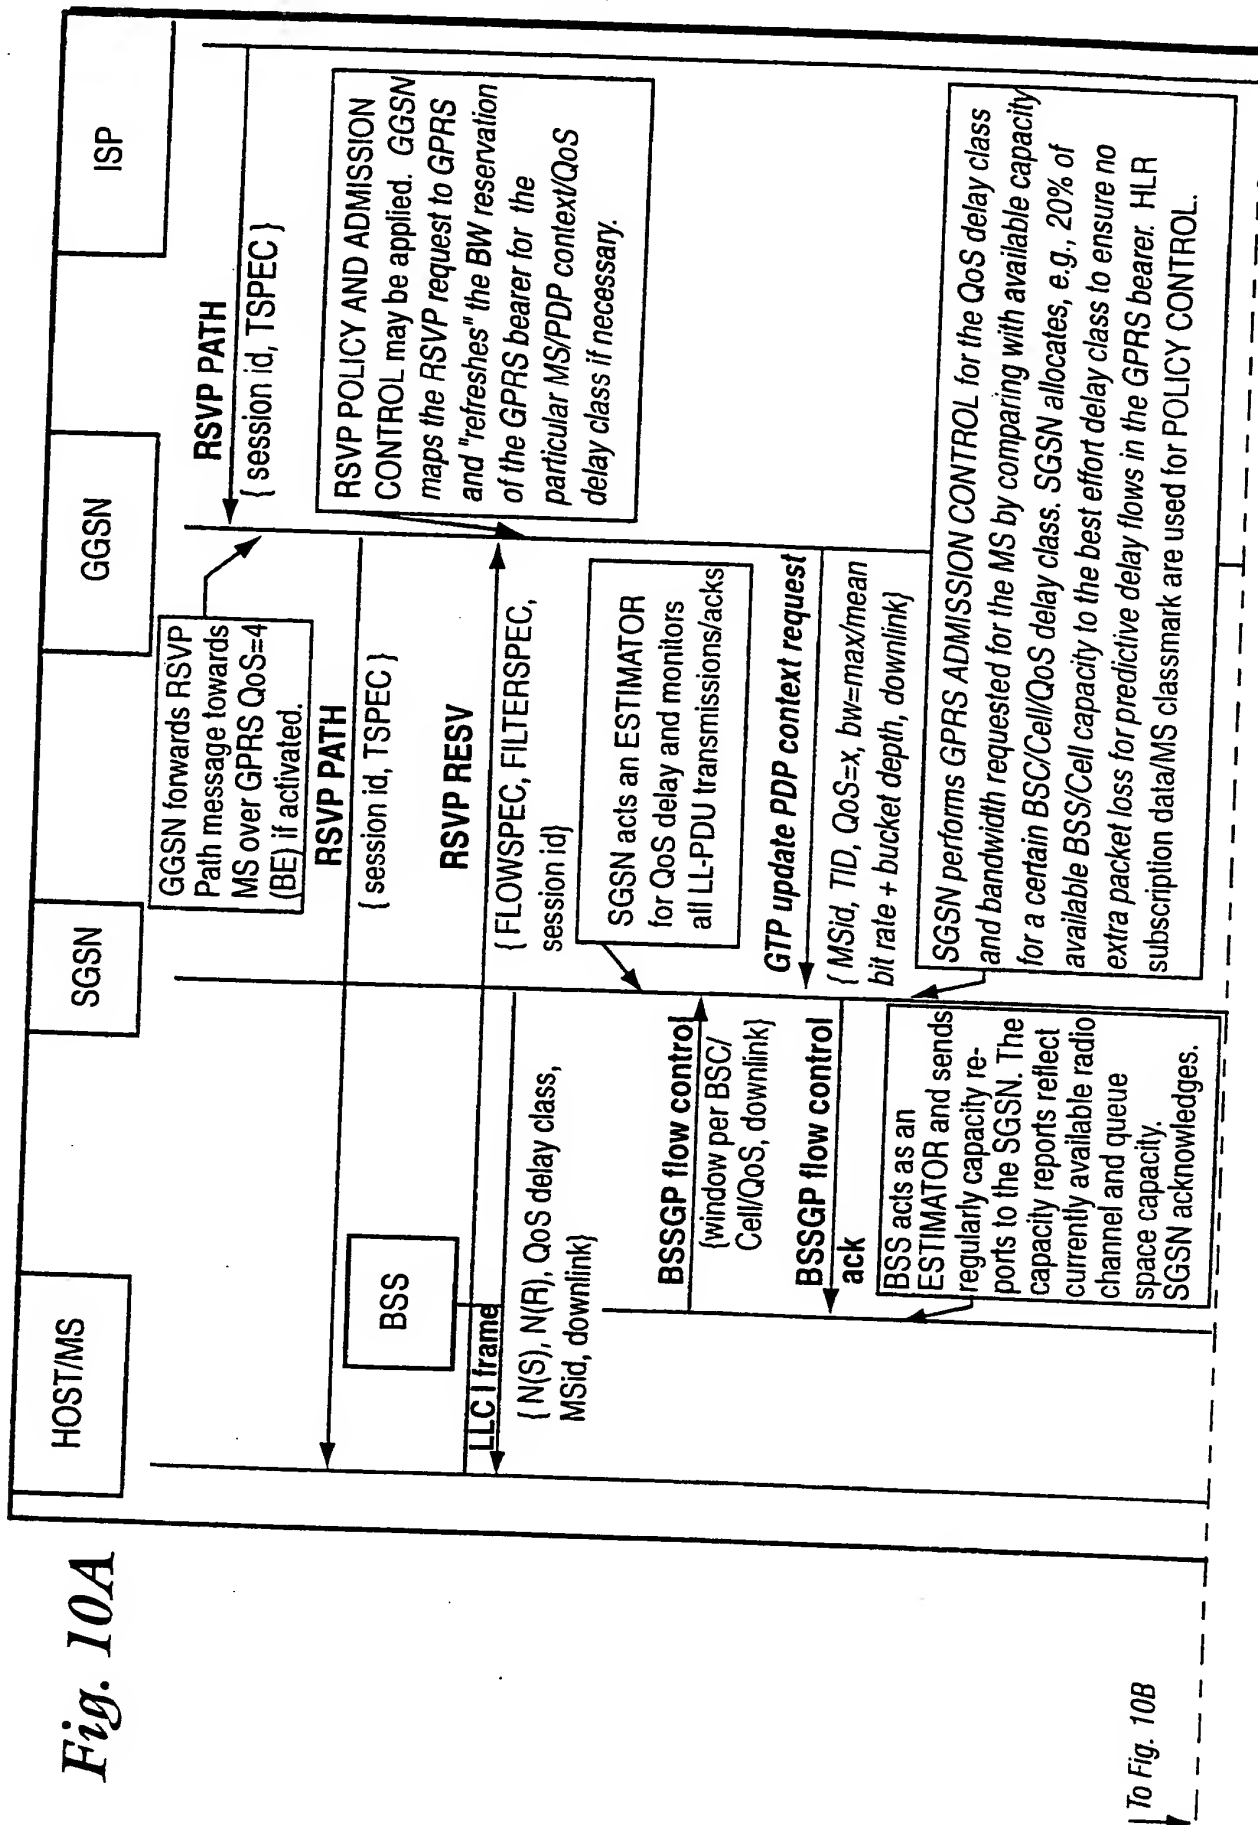 Fig. 10A
HOST/MS
SGSN
GGSN
ISP
BSS
RSVP PATH
{ session id, TSPEC }
GGSN forwards RSVP
Path message towards
MS over GPRS QoS=4
(BE) if activated.
RSVP PATH
{ session id, TSPEC }
RSVP POLICY AND ADMISSION
CONTROL may be applied. GGSN
maps the RSVP request to GPRS
and "refreshes" the BW reservation
of the GPRS bearer for the
particular MS/PDP context/QoS
delay class if necessary.
RSVP RESV
{ FLOWSPEC, FILTERSPEC,
session id}
LLC I frame
{ N(S), N(R), QoS delay class,
MSid, downlink}
SGSN acts an ESTIMATOR
for QoS delay and monitors
all LL-PDU transmissions/acks
BSSGP flow control
{window per BSC/
Cell/QoS, downlink}
GTP update PDP context request
{ MSid, TID, QoS=x, bw=max/mean
bit rate + bucket depth, downlink}
BSSGP flow control
ack
BSS acts as an
ESTIMATOR and sends
regularly capacity re-
ports to the SGSN. The
capacity reports reflect
currently available radio
channel and queue
space capacity.
SGSN acknowledges.
SGSN performs GPRS ADMISSION CONTROL for the QoS delay class
and bandwidth requested for the MS by comparing with available capacity
for a certain BSC/Cell/QoS delay class. SGSN allocates, e.g., 20% of
available BSS/Cell capacity to the best effort delay class to ensure no
extra packet loss for predictive delay flows in the GPRS bearer. HLR
subscription data/MS classmark are used for POLICY CONTROL.
To Fig. 10B